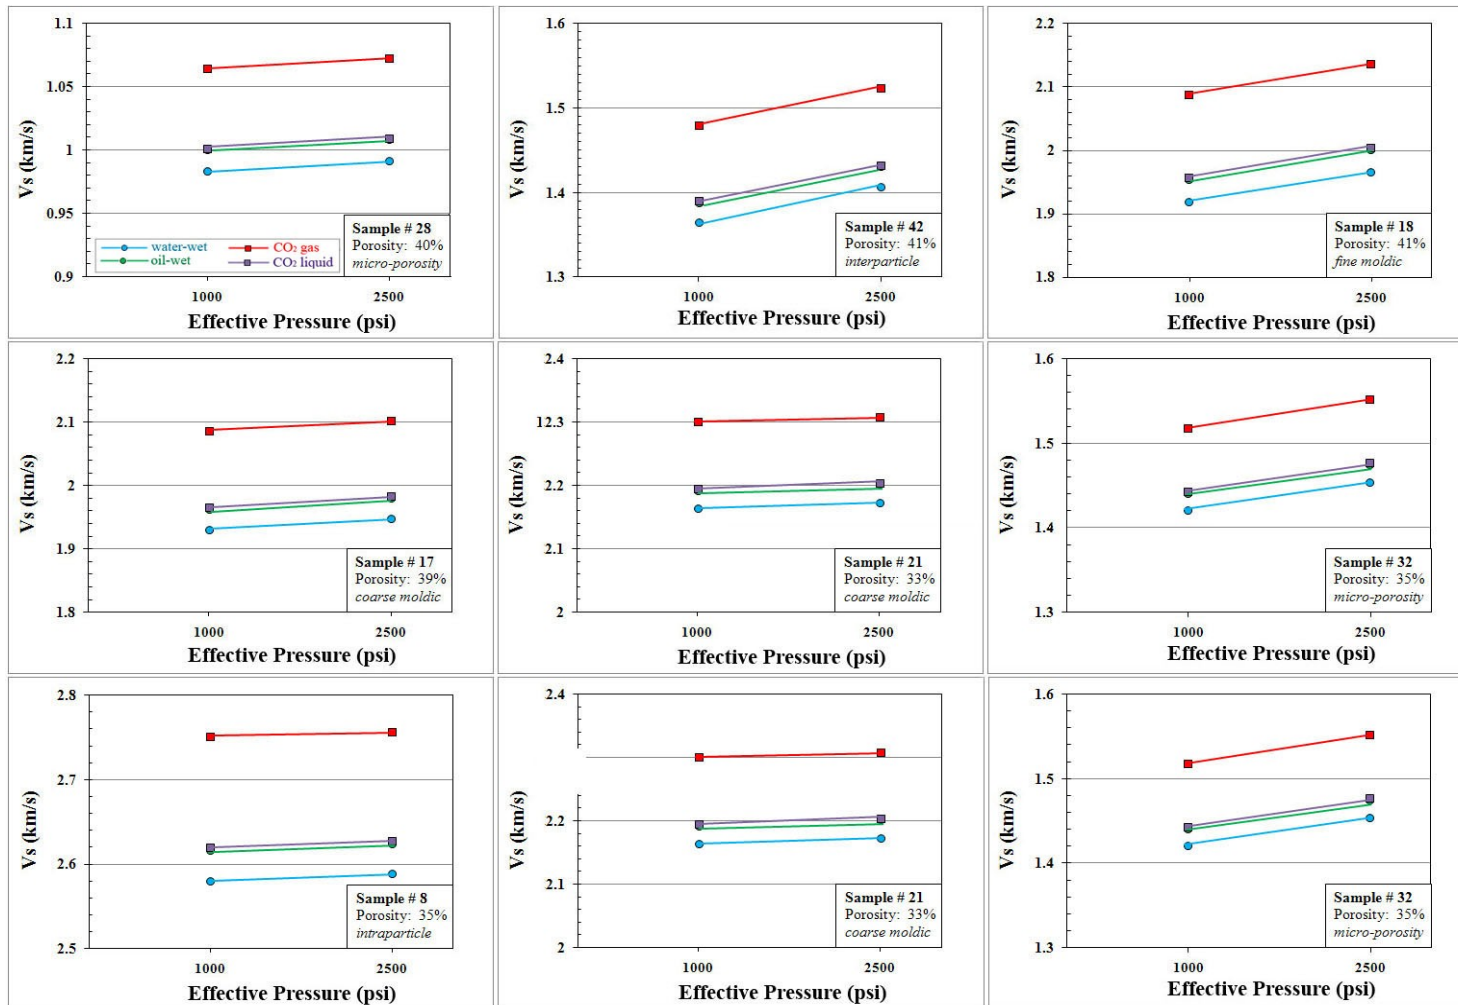 1.1
1.05
1
0.95
0.9
Vs (km/s)
water-wet
CO₂ gas
oil-wet
CO₂ liquid
Sample # 28
Porosity: 40%
micro-porosity
1000
2500
Effective Pressure (psi)
1.6
1.5
1.4
1.3
Vs (km/s)
Sample # 42
Porosity: 41%
interparticle
1000
2500
Effective Pressure (psi)
2.2
2.1
2
1.9
1.8
Vs (km/s)
Sample # 18
Porosity: 41%
fine moldic
1000
2500
Effective Pressure (psi)
2.2
2.1
2
1.9
1.8
Vs (km/s)
Sample # 17
Porosity: 39%
coarse moldic
1000
2500
Effective Pressure (psi)
2.4
12.3
2.2
2.1
2
Vs (km/s)
Sample # 21
Porosity: 33%
coarse moldic
1000
2500
Effective Pressure (psi)
1.6
1.5
1.4
1.3
Vs (km/s)
Sample # 32
Porosity: 35%
micro-porosity
1000
2500
Effective Pressure (psi)
2.8
2.7
2.6
2.5
Vs (km/s)
Sample # 8
Porosity: 35%
intraparticle
1000
2500
Effective Pressure (psi)
2.4
2.2
2.1
2
Vs (km/s)
Sample # 21
Porosity: 33%
coarse moldic
1000
2500
Effective Pressure (psi)
1.6
1.5
1.4
1.3
Vs (km/s)
Sample # 32
Porosity: 35%
micro-porosity
1000
2500
Effective Pressure (psi)